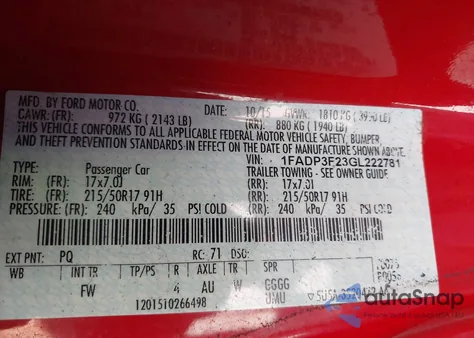 MFD. BY FORD MOTOR CO.
DATE: 10/15 GVWR: 1810 KG (3990 LB)
GAWR: (FR): 972 KG ( 2143 LB) (RR): 880 KG (1940 LB)
THIS VEHICLE CONFORMS TO ALL APPLICABLE FEDERAL MOTOR VEHICLE SAFETY, BUMPER,
AND THEFT PREVENTION STANDARDS IN EFFECT ON THE DATE OF MANUFACTURE SHOWN ABOVE.
VIN: 1FADP3F23GL222781
TYPE: Passenger Car TRAILER TOWING - SEE OWNER GUIDE
RIM: 17x7.0J (RR): 17x7.0J
TIRE: 215/50R17 91H 215/50R17 91H
PRESSURE: (FR) 240 kPa/ 35 PSI COLD (RR) 240 kPa/ 35 PSI COLD
EXT PNT: PQ RC: 71 DSO:
WB INT TR TP/PS R AXLE TR SPR
FW 4 AU W GGGG
UMU
1201510266498
autoSnap